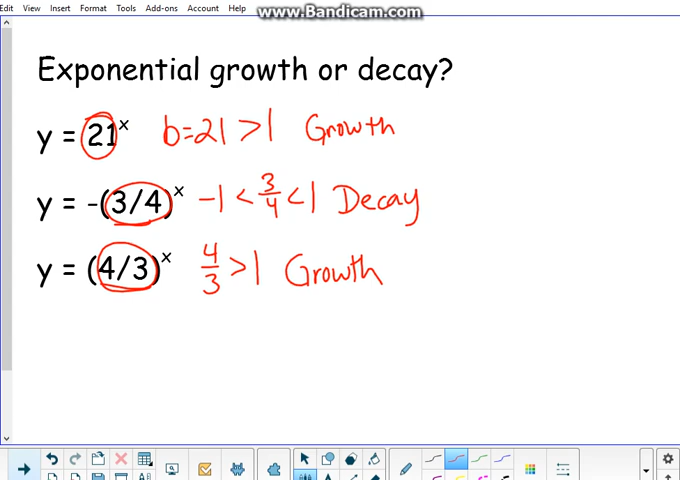 Edit View Insert Format Tools Add-ons Account Help www.Bandicam.com
Exponential growth or decay?
y = 21ˣ b=21 >1 Growth
y = -(3/4)ˣ -1 < 3/4 < 1 Decay
y = (4/3)ˣ 4/3 >1 Growth